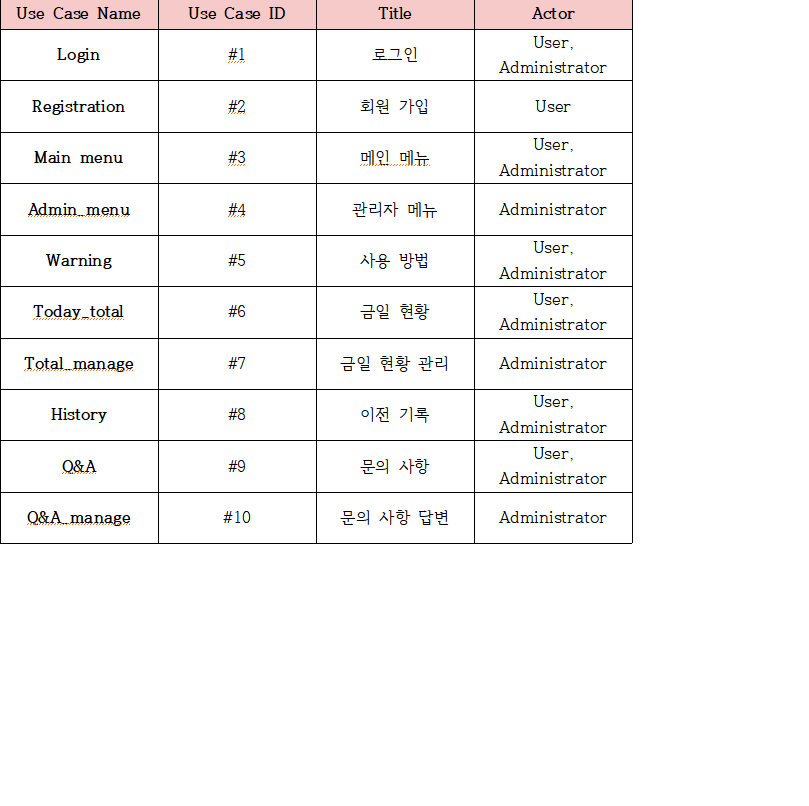 Use Case Name Use Case ID Title Actor
Login #1 로그인 User,
Administrator
Registration #2 회원 가입 User
Main menu #3 메인 메뉴 User,
Administrator
Admin_menu #4 관리자 메뉴 Administrator
Warning #5 사용 방법 User,
Administrator
Today_total #6 금일 현황 User,
Administrator
Total_manage #7 금일 현황 관리 Administrator
History #8 이전 기록 User,
Administrator
Q&A #9 문의 사항 User,
Administrator
Q&A_manage #10 문의 사항 답변 Administrator